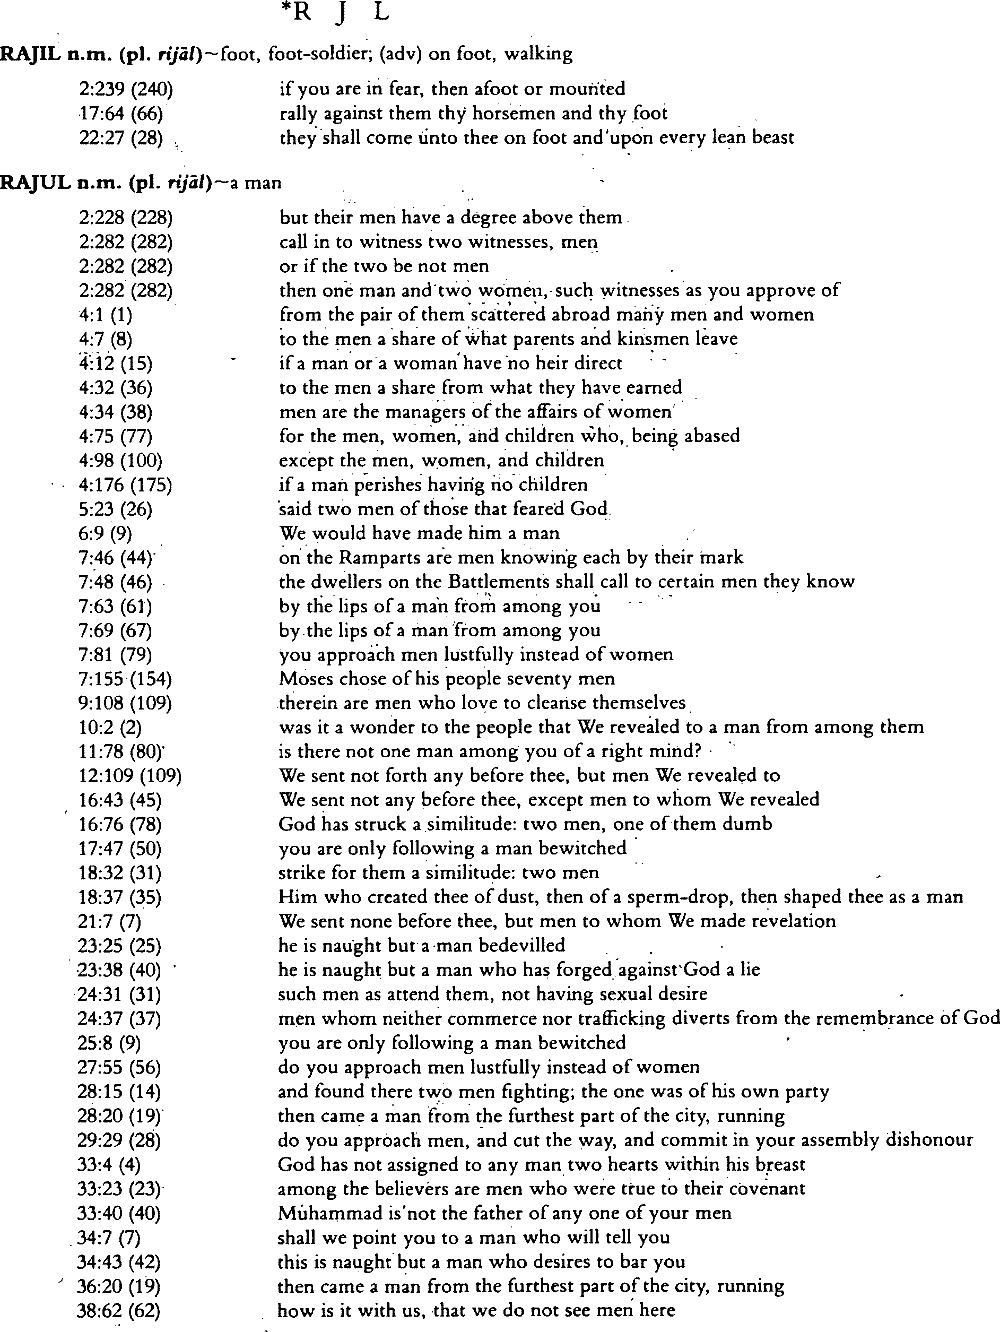 *R J L
RAJIL n.m. (pl. rijāl)~foot, foot-soldier; (adv) on foot, walking
2:239 (240) if you are in fear, then afoot or mounted
17:64 (66) rally against them thy horsemen and thy foot
22:27 (28) they shall come unto thee on foot and upon every lean beast
RAJUL n.m. (pl. rijāl)~a man
2:228 (228) but their men have a degree above them
2:282 (282) call in to witness two witnesses, men
2:282 (282) or if the two be not men
2:282 (282) then one man and two women, such witnesses as you approve of
4:1 (1) from the pair of them scattered abroad many men and women
4:7 (8) to the men a share of what parents and kinsmen leave
4:12 (15) if a man or a woman have no heir direct
4:32 (36) to the men a share from what they have earned
4:34 (38) men are the managers of the affairs of women
4:75 (77) for the men, women, and children who, being abased
4:98 (100) except the men, women, and children
4:176 (175) if a man perishes having no children
5:23 (26) said two men of those that feared God
6:9 (9) We would have made him a man
7:46 (44) on the Ramparts are men knowing each by their mark
7:48 (46) the dwellers on the Battlements shall call to certain men they know
7:63 (61) by the lips of a man from among you
7:69 (67) by the lips of a man from among you
7:81 (79) you approach men lustfully instead of women
7:155 (154) Moses chose of his people seventy men
9:108 (109) therein are men who love to cleanse themselves
10:2 (2) was it a wonder to the people that We revealed to a man from among them
11:78 (80) is there not one man among you of a right mind?
12:109 (109) We sent not forth any before thee, but men We revealed to
16:43 (45) We sent not any before thee, except men to whom We revealed
16:76 (78) God has struck a similitude: two men, one of them dumb
17:47 (50) you are only following a man bewitched
18:32 (31) strike for them a similitude: two men
18:37 (35) Him who created thee of dust, then of a sperm-drop, then shaped thee as a man
21:7 (7) We sent none before thee, but men to whom We made revelation
23:25 (25) he is naught but a man bedevilled
23:38 (40) he is naught but a man who has forged against God a lie
24:31 (31) such men as attend them, not having sexual desire
24:37 (37) men whom neither commerce nor trafficking diverts from the remembrance of God
25:8 (9) you are only following a man bewitched
27:55 (56) do you approach men lustfully instead of women
28:15 (14) and found there two men fighting; the one was of his own party
28:20 (19) then came a man from the furthest part of the city, running
29:29 (28) do you approach men, and cut the way, and commit in your assembly dishonour
33:4 (4) God has not assigned to any man two hearts within his breast
33:23 (23) among the believers are men who were true to their covenant
33:40 (40) Muhammad is not the father of any one of your men
34:7 (7) shall we point you to a man who will tell you
34:43 (42) this is naught but a man who desires to bar you
36:20 (19) then came a man from the furthest part of the city, running
38:62 (62) how is it with us, that we do not see men here